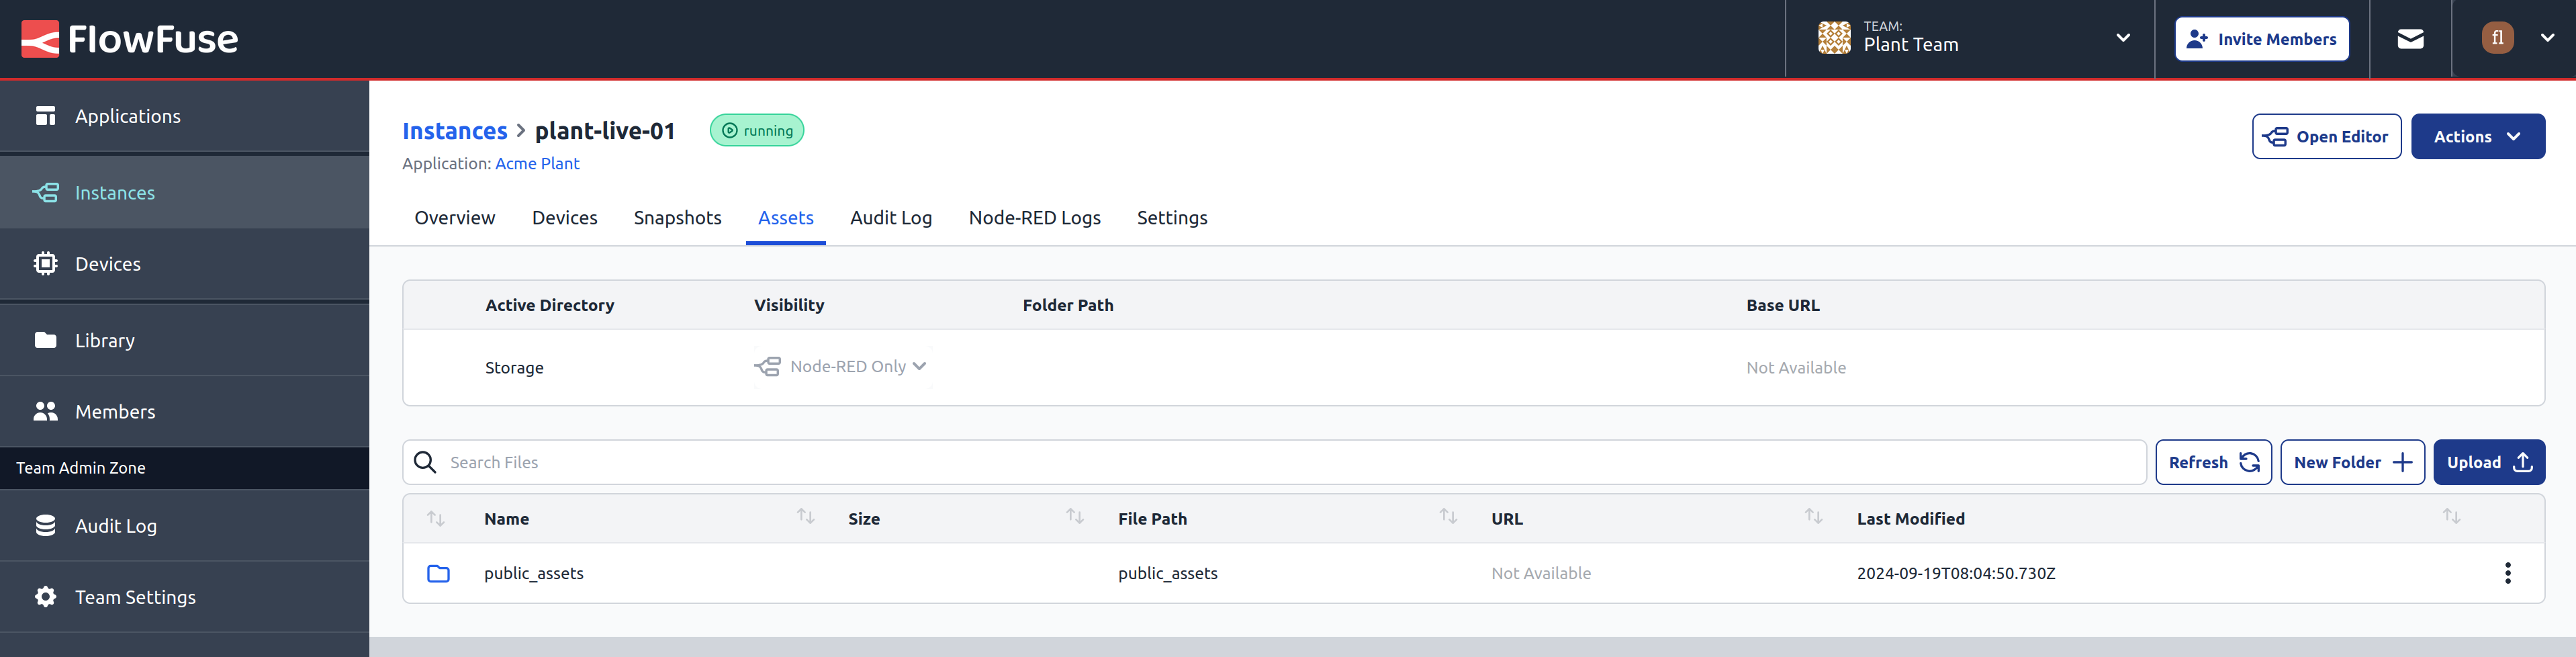 FlowFuse
TEAM:
Plant Team
Invite Members
fl
Applications
Instances
Devices
Library
Members
Team Admin Zone
Audit Log
Team Settings
Instances > plant-live-01
running
Application: Acme Plant
Open Editor
Actions
Overview Devices Snapshots Assets Audit Log Node-RED Logs Settings
Active Directory Visibility Folder Path Base URL
Storage Node-RED Only Not Available
Search Files
Refresh
New Folder
Upload
Name Size File Path URL Last Modified
public_assets public_assets Not Available 2024-09-19T08:04:50.730Z